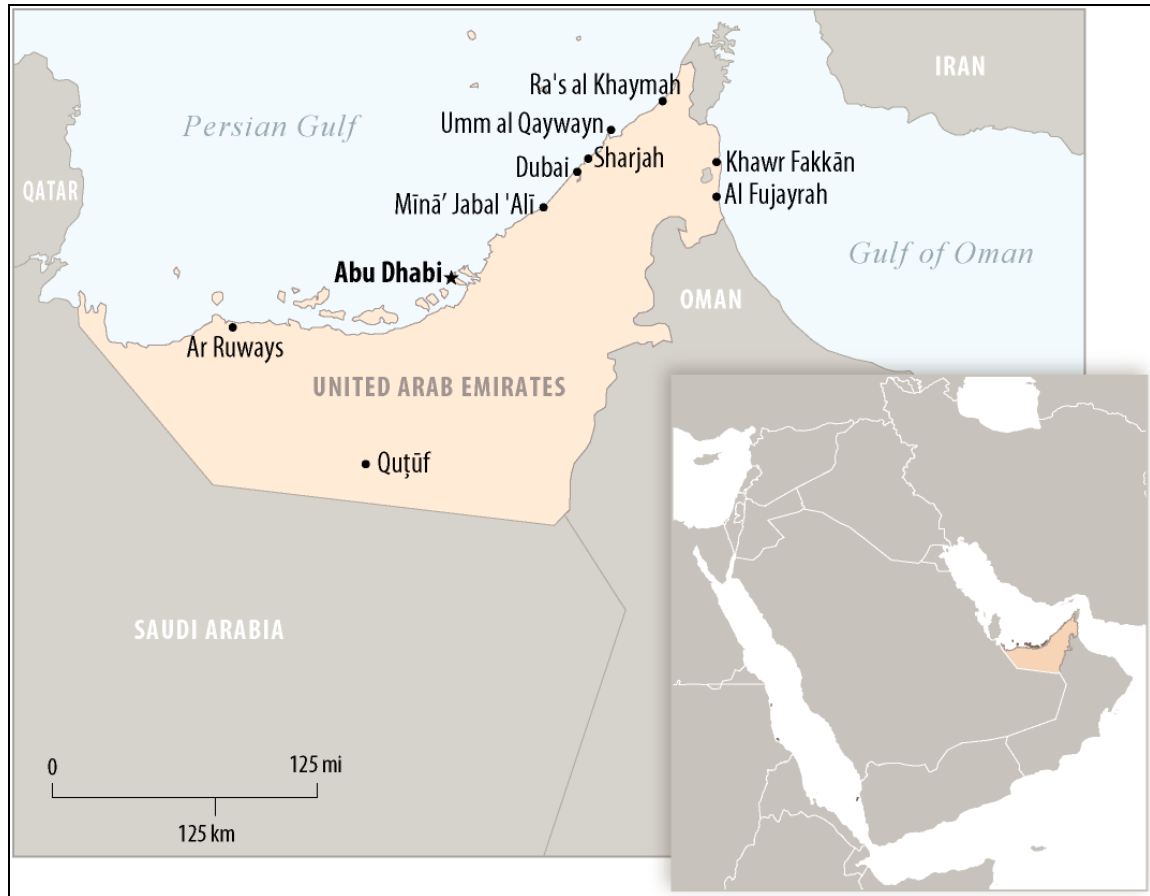 IRAN
Ra's al Khaymah
Persian Gulf
Umm al Qaywayn
Sharjah
Dubai
Khawr Fakkān
QATAR
Al Fujayrah
Mīnā’ Jabal 'Alī
Gulf of Oman
Abu Dhabi
OMAN
Ar Ruways
UNITED ARAB EMIRATES
Quṭūf
SAUDI ARABIA
0
125 mi
125 km